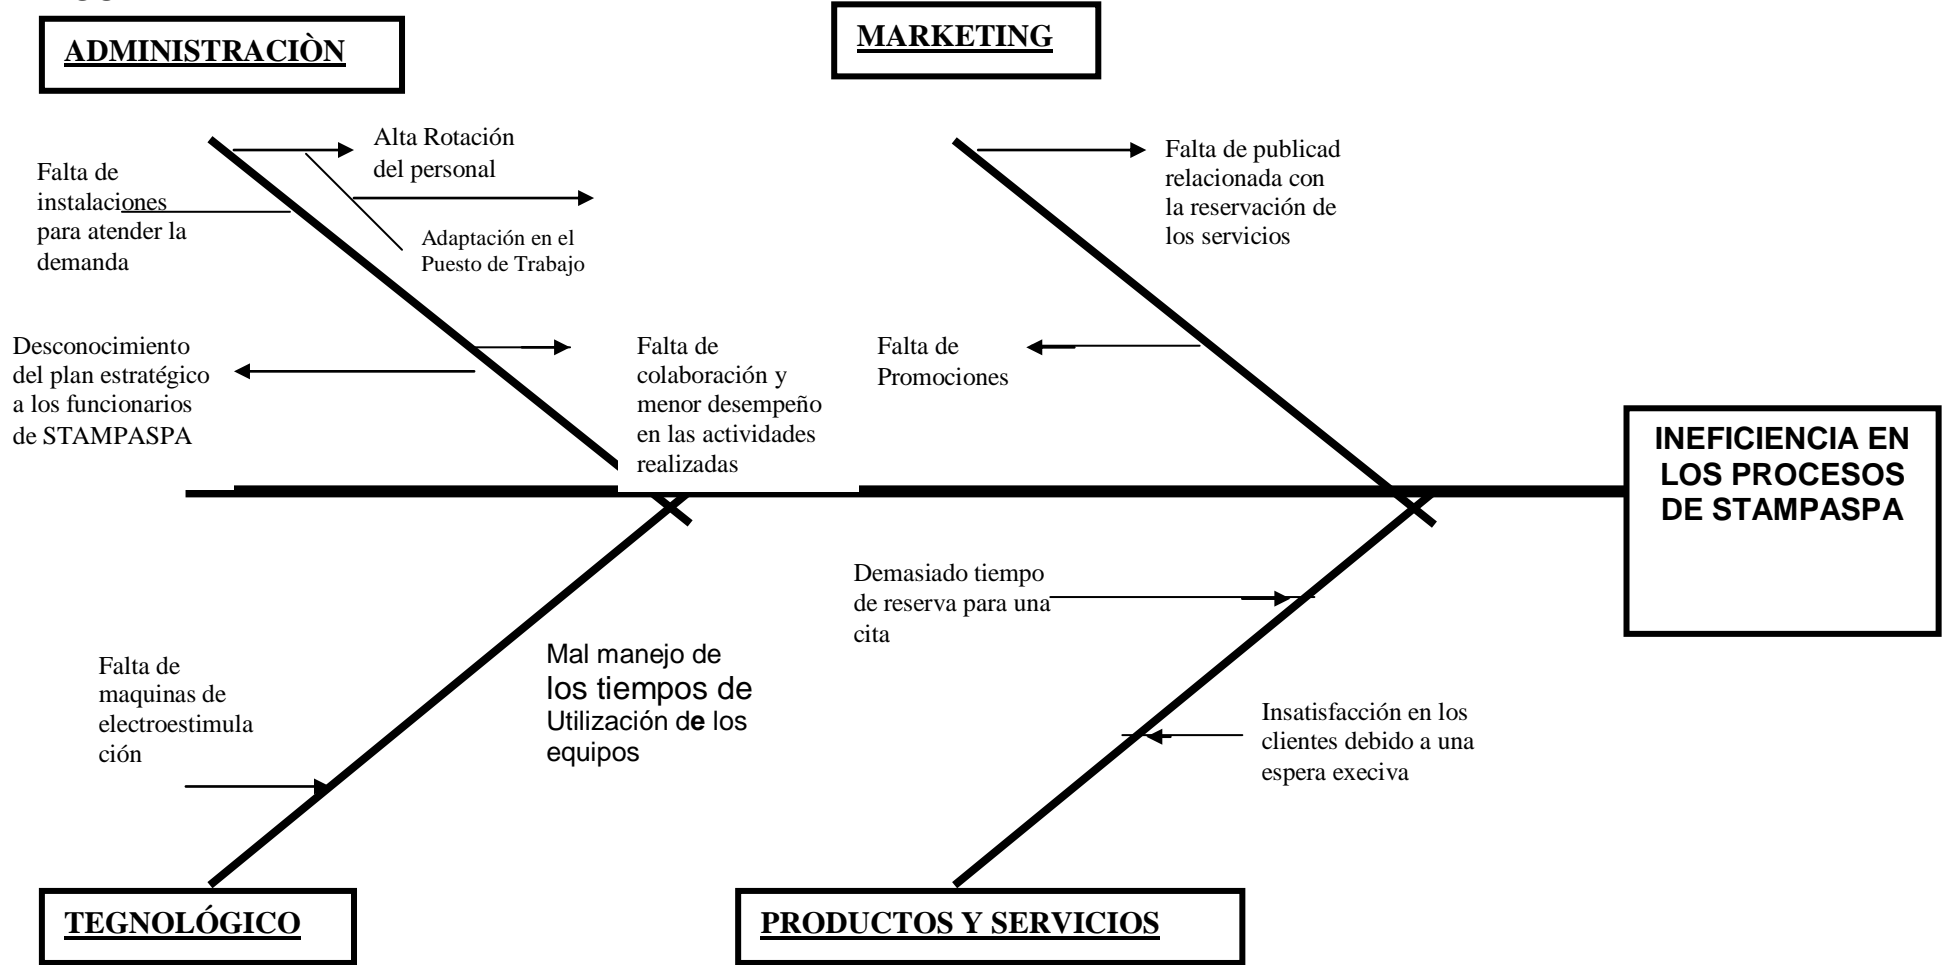 ADMINISTRACIÒN
MARKETING
Alta Rotación
del personal
Falta de
instalaciones
para atender la
demanda
Adaptación en el
Puesto de Trabajo
Falta de publicad
relacionada con
la reservación de
los servicios
Desconocimiento
del plan estratégico
a los funcionarios
de STAMPASPA
Falta de
colaboración y
menor desempeño
en las actividades
realizadas
Falta de
Promociones
INEFICIENCIA EN
LOS PROCESOS
DE STAMPASPA
Falta de
maquinas de
electroestimula
ción
Mal manejo de
los tiempos de
Utilización de los
equipos
Demasiado tiempo
de reserva para una
cita
Insatisfacción en los
clientes debido a una
espera execiva
TEGNOLÓGICO
PRODUCTOS Y SERVICIOS